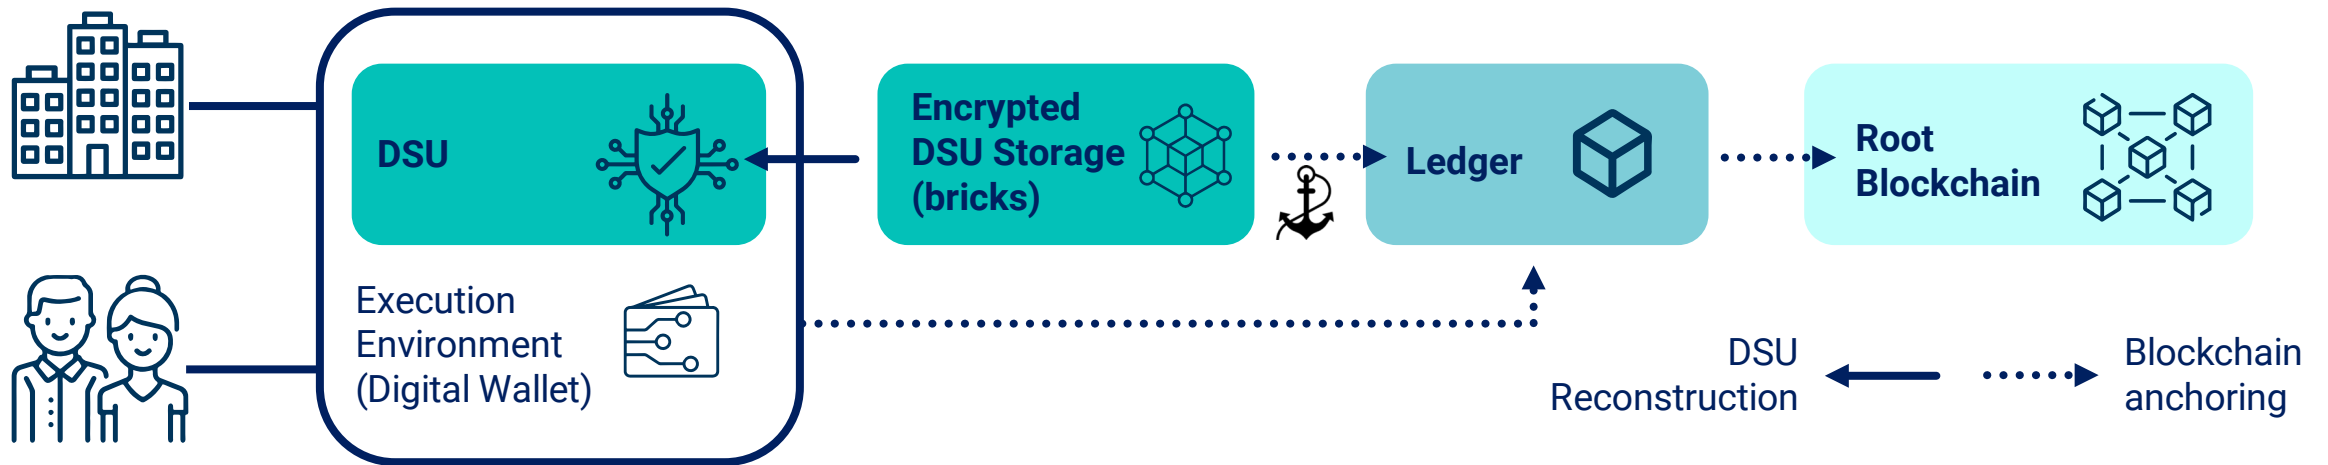 DSU
Encrypted
DSU Storage
(bricks)
Ledger
Root
Blockchain
Execution
Environment
(Digital Wallet)
DSU
Reconstruction
Blockchain
anchoring